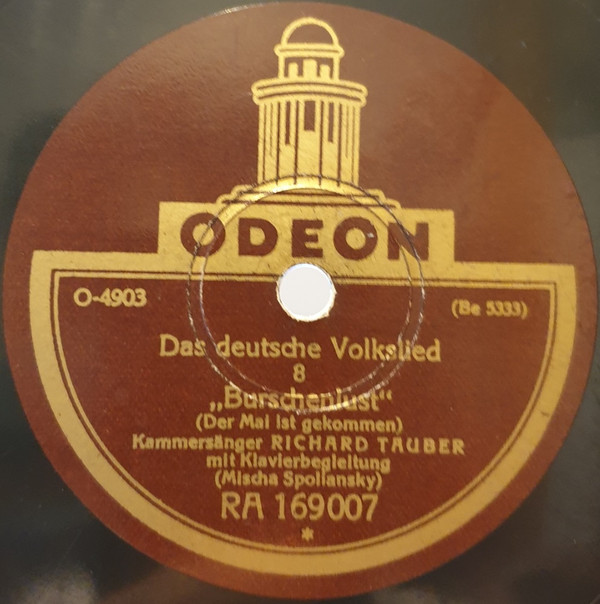 ODEON
O-4903
(Be 5333)
Das deutsche Volkslied
8
„Burschenlust“
(Der Mai ist gekommen)
Kammersänger RICHARD TAUBER
mit Klavierbegleitung
(Mischa Spoliansky)
RA 169007
*